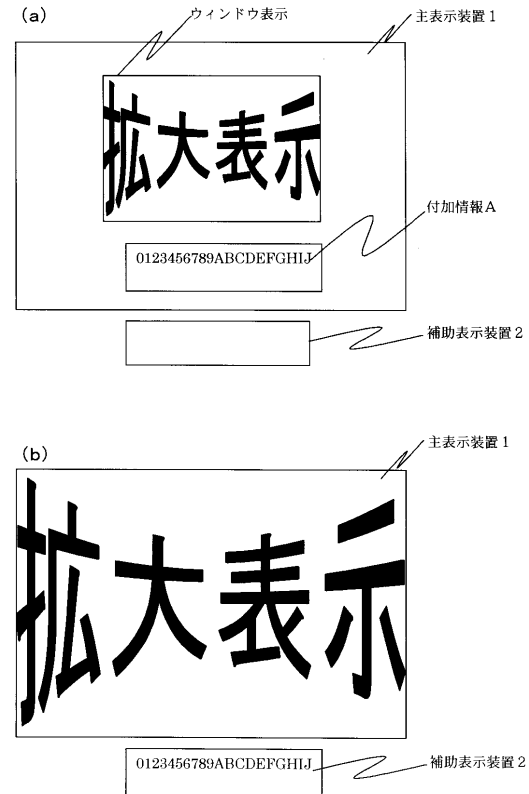 (a)
ウィンドウ表示
主表示装置1
拡大表示
付加情報A
0123456789ABCDEFGHIJ
補助表示装置2
(b)
主表示装置1
拡大表示
0123456789ABCDEFGHIJ
補助表示装置2